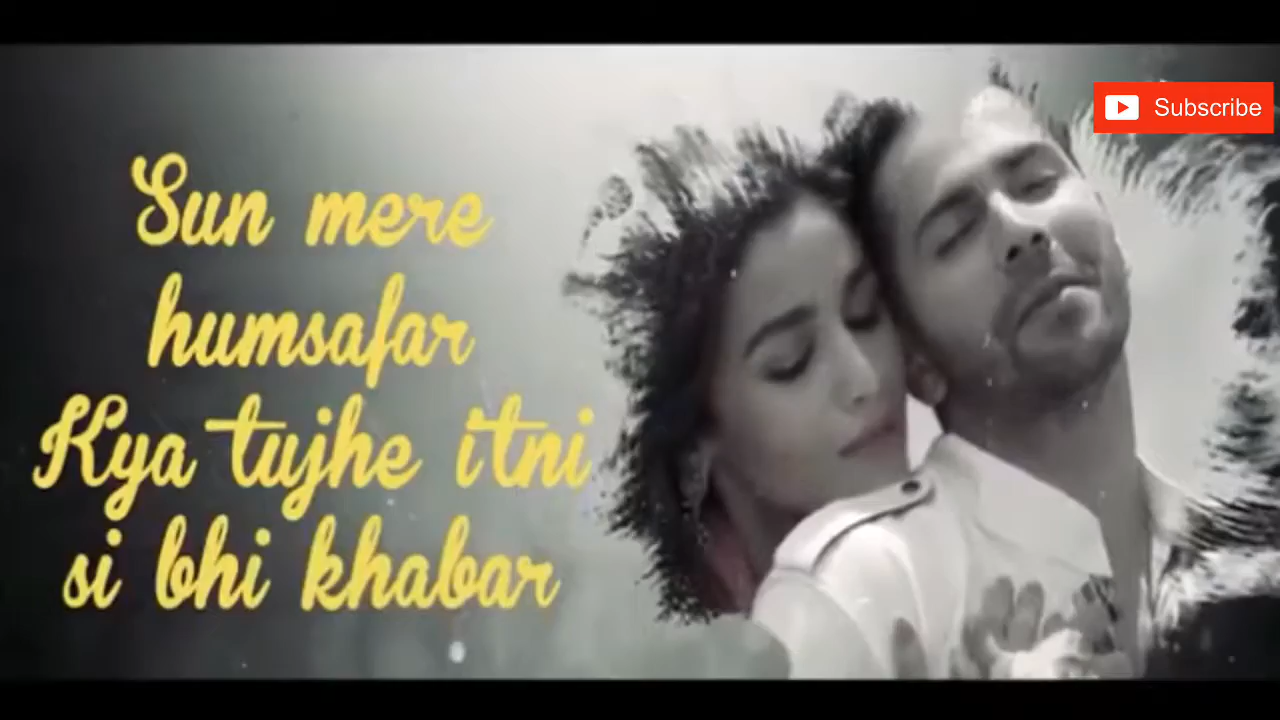 Subscribe
Sun mere
humsafar
Kya tujhe itni
si bhi khabar